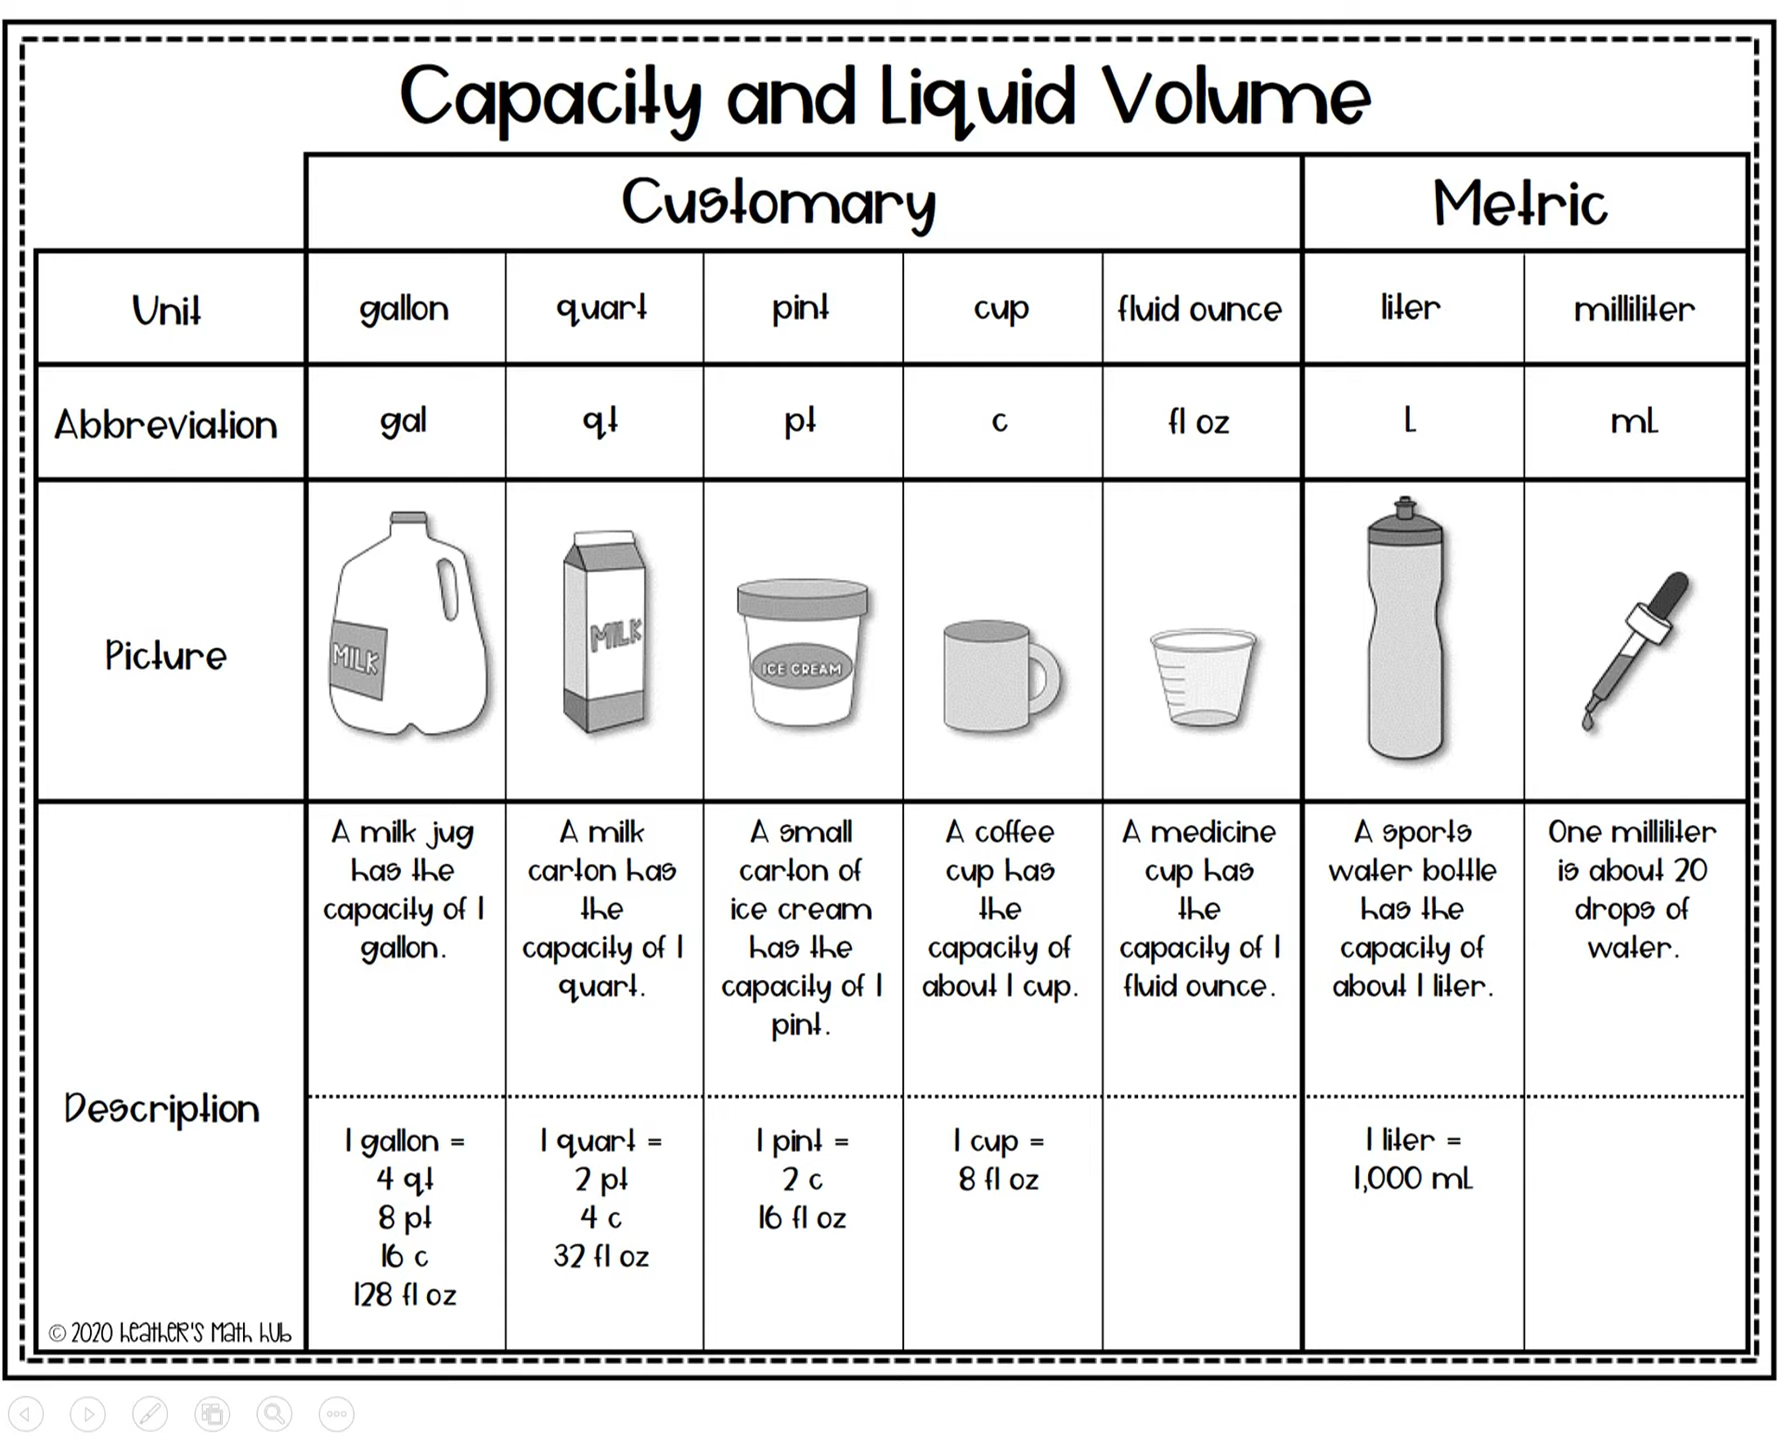 Capacity and Liquid Volume
Customary
Metric
Unit
gallon
quart
pint
cup
fluid ounce
liter
milliliter
Abbreviation
gal
qt
pt
c
fl oz
L
mL
Picture
MILK
MILK
ICE CREAM
Description
A milk jug
has the
capacity of 1
gallon.
A milk
carton has
the
capacity of 1
quart.
A small
carton of
ice cream
has the
capacity of 1
pint.
A coffee
cup has
the
capacity of
about 1 cup.
A medicine
cup has
the
capacity of 1
fluid ounce.
A sports
water bottle
has the
capacity of
about 1 liter.
One milliliter
is about 20
drops of
water.
1 gallon =
4 qt
8 pt
16 c
128 fl oz
1 quart =
2 pt
4 c
32 fl oz
1 pint =
2 c
16 fl oz
1 cup =
8 fl oz
1 liter =
1,000 mL
© 2020 Heather's Math Hub